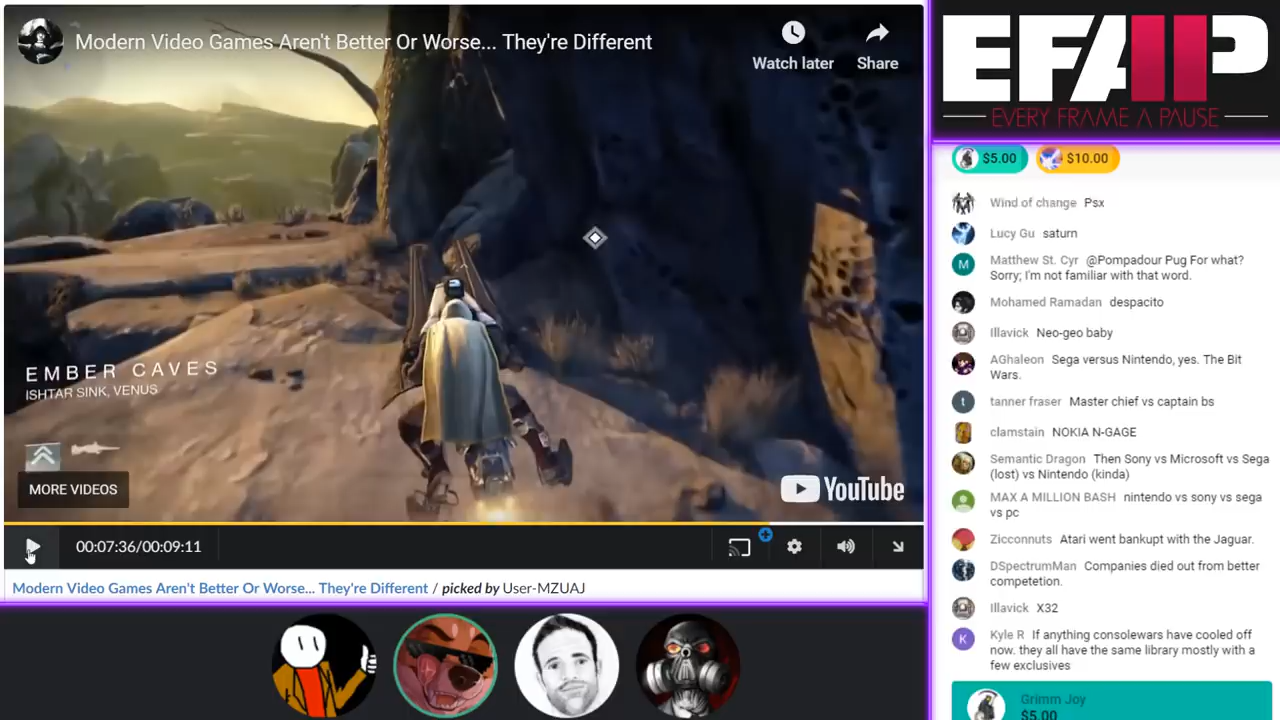 Modern Video Games Aren't Better Or Worse... They're Different
Watch later
Share
EMBER CAVES
ISHTAR SINK, VENUS
MORE VIDEOS
YouTube
00:07:36/00:09:11
Modern Video Games Aren't Better Or Worse... They're Different / picked by User-MZUAJ
EFAP
EVERY FRAME A PAUSE
$5.00
$10.00
Wind of change Psx
Lucy Gu saturn
M
Matthew St. Cyr @Pompadour Pug For what?
Sorry; I'm not familiar with that word.
Mohamed Ramadan despacito
Illavick Neo-geo baby
AGhaleon Sega versus Nintendo, yes. The Bit
Wars.
t
tanner fraser Master chief vs captain bs
clamstain NOKIA N-GAGE
Semantic Dragon Then Sony vs Microsoft vs Sega
(lost) vs Nintendo (kinda)
MAX A MILLION BASH nintendo vs sony vs sega
vs pc
Zicconnuts Atari went bankupt with the Jaguar.
DSpectrumMan Companies died out from better
competetion.
Illavick X32
K
Kyle R If anything consolewars have cooled off
now. they all have the same library mostly with a
few exclusives
Grimm Joy
$5.00